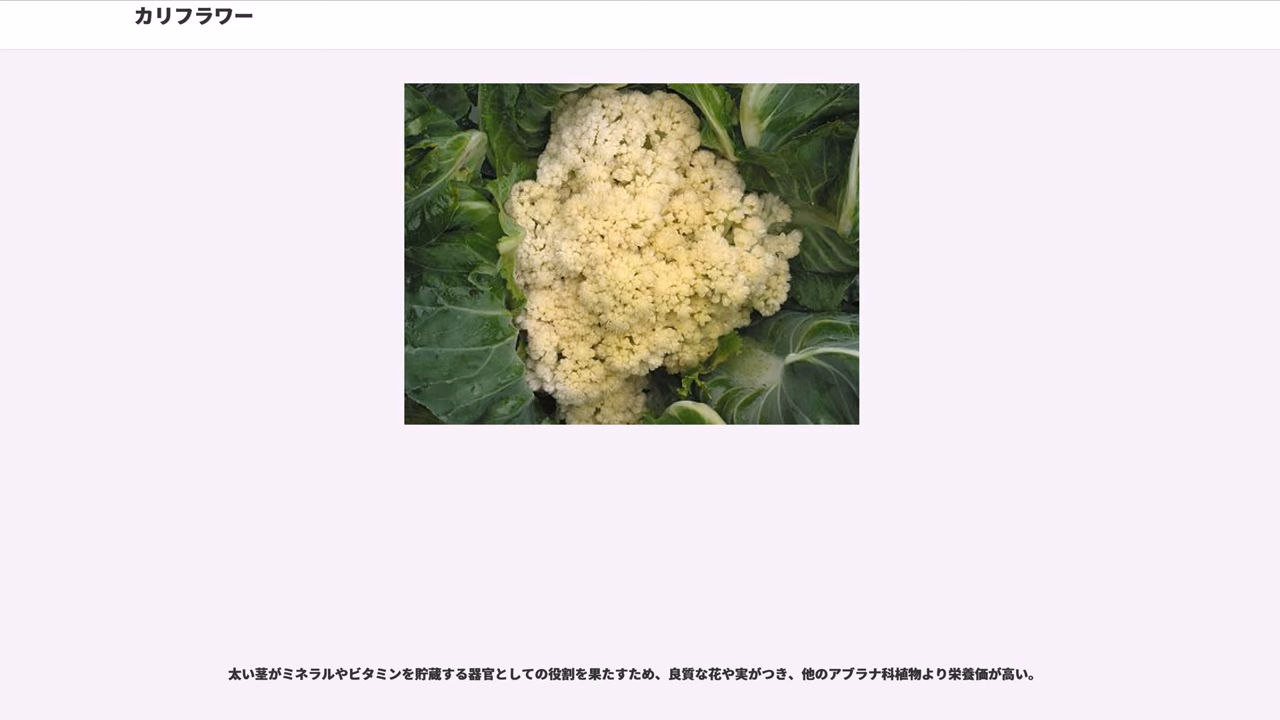 カリフラワー
太い茎がミネラルやビタミンを貯蔵する器官としての役割を果たすため、良質な花や実がつき、他のアブラナ科植物より栄養価が高い。